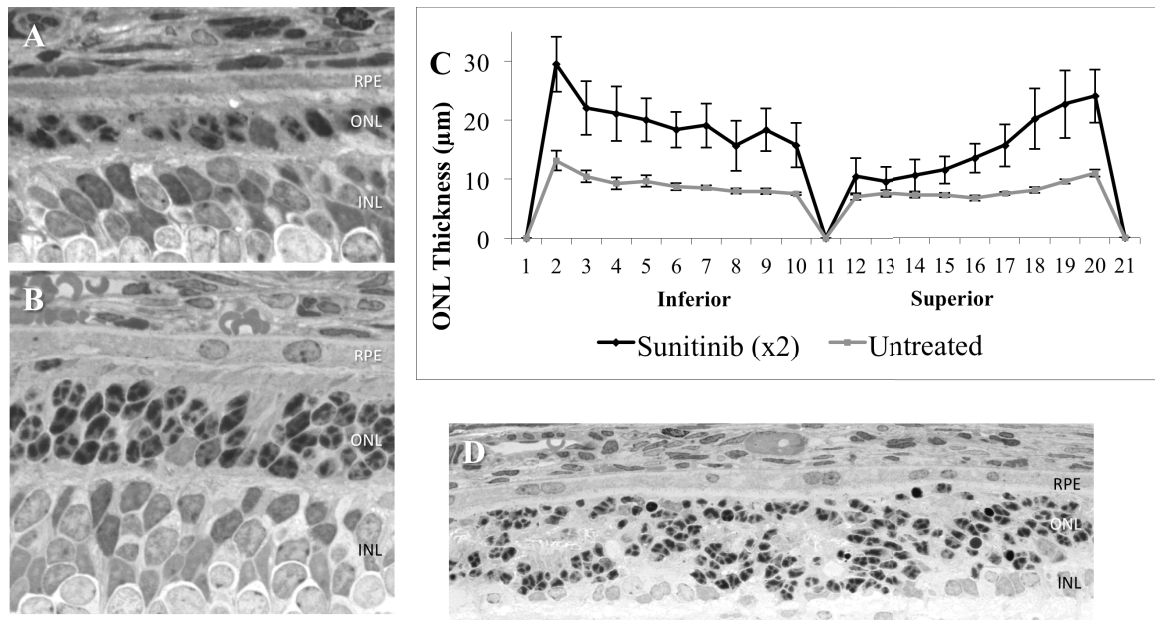 A
RPE
ONL
INL
B
RPE
ONL
INL
C
ONL Thickness (µm)
30
20
10
0
1 2 3 4 5 6 7 8 9 10 11 12 13 14 15 16 17 18 19 20 21
Inferior Superior
Sunitinib (x2) Untreated
D
RPE
ONL
INL